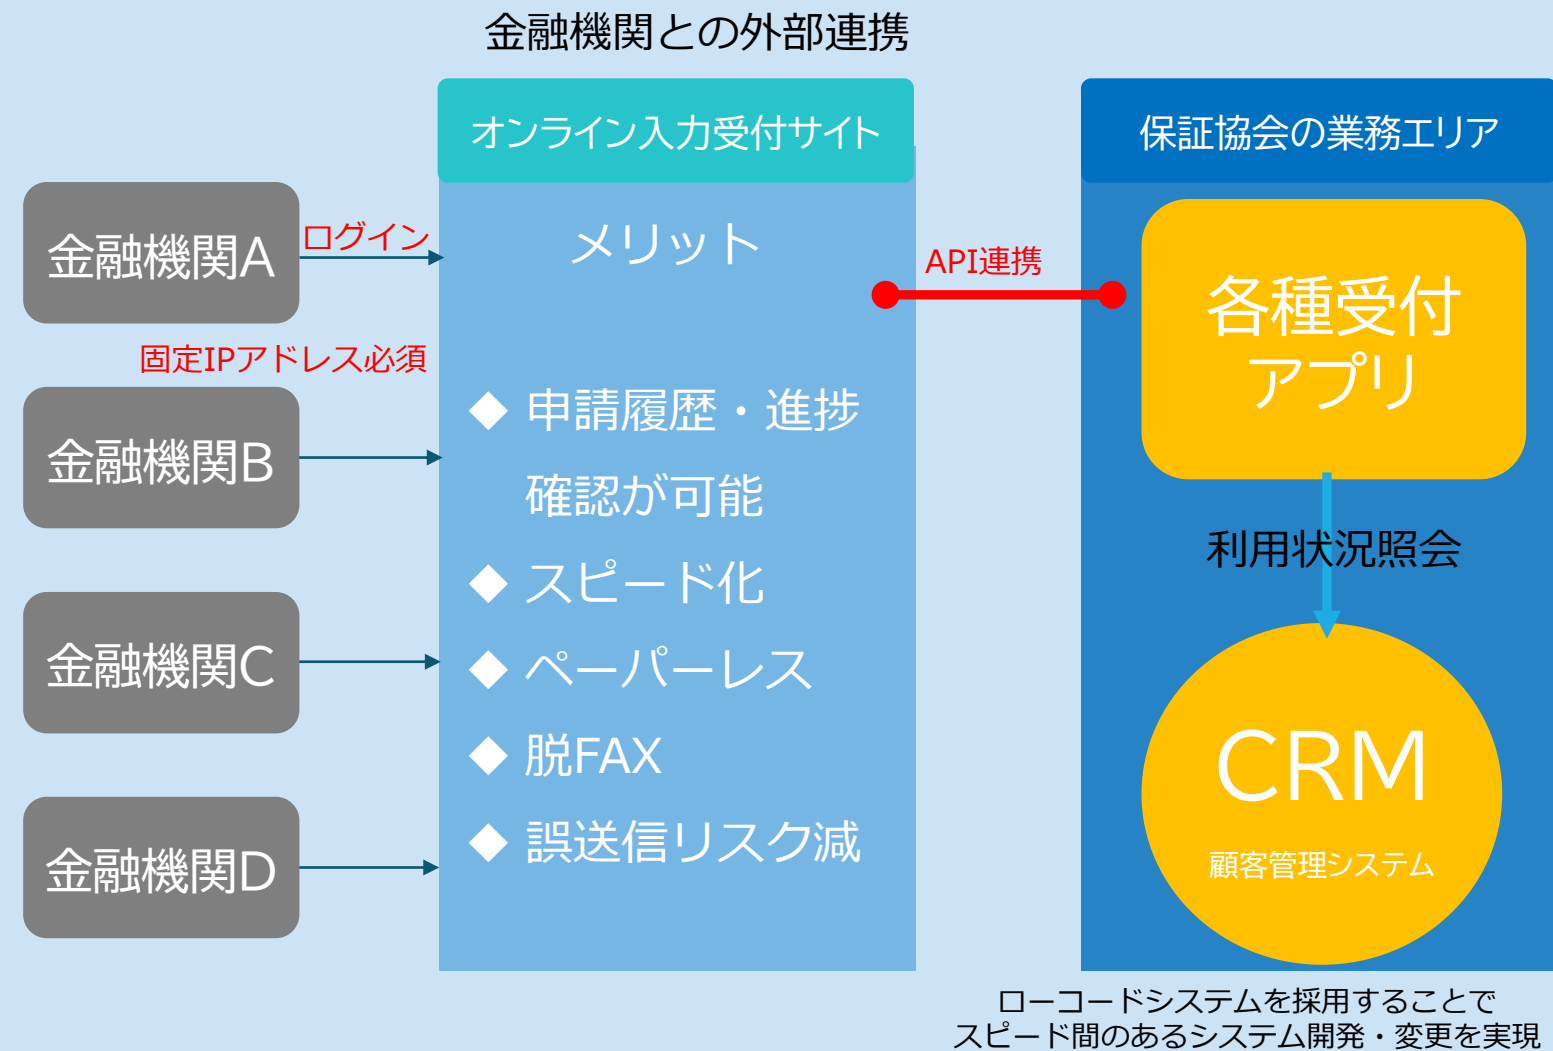 金融機関との外部連携
オンライン入力受付サイト
保証協会の業務エリア
金融機関A
ログイン
固定IPアドレス必須
金融機関B
金融機関C
金融機関D
メリット
◆ 申請履歴・進捗
確認が可能
◆ スピード化
◆ ペーパーレス
◆ 脱FAX
◆ 誤送信リスク減
API連携
各種受付
アプリ
利用状況照会
CRM
顧客管理システム
ローコードシステムを採用することで
スピード間のあるシステム開発・変更を実現